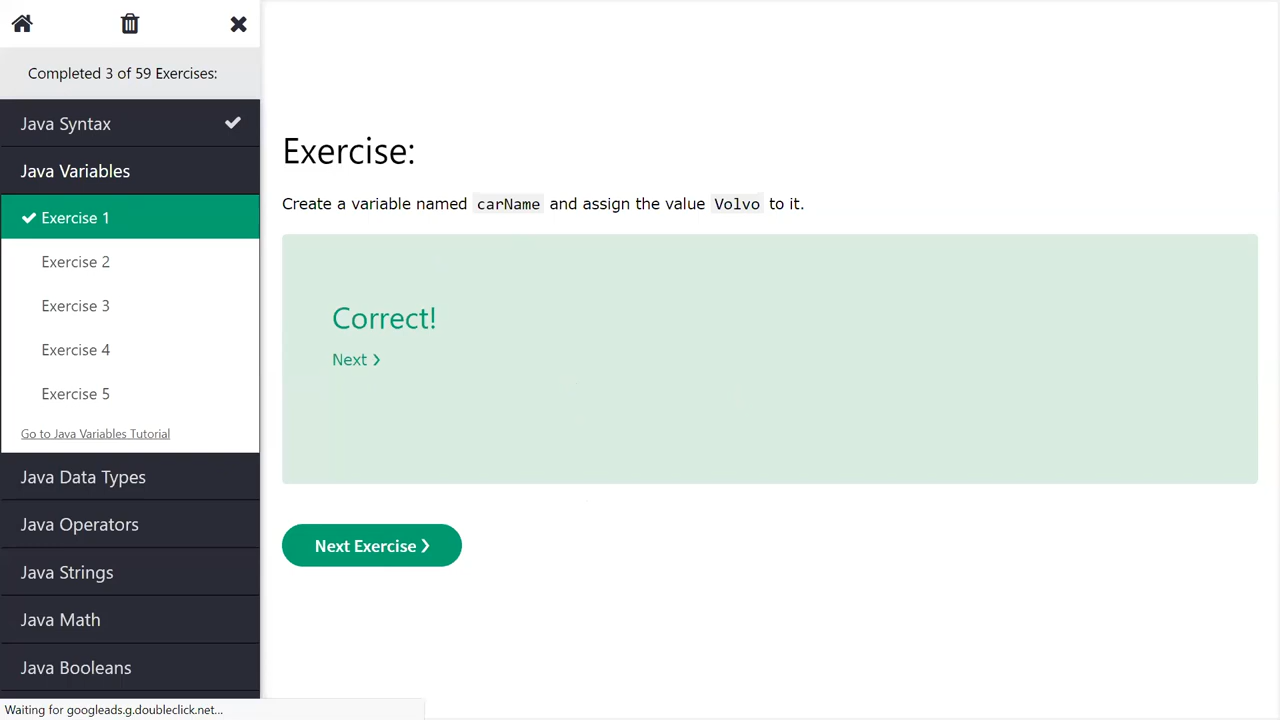 Completed 3 of 59 Exercises:
Java Syntax
Java Variables
Exercise 1
Exercise 2
Exercise 3
Exercise 4
Exercise 5
Go to Java Variables Tutorial
Java Data Types
Java Operators
Java Strings
Java Math
Java Booleans
Waiting for googleads.g.doubleclick.net...
Exercise:
Create a variable named carName and assign the value Volvo to it.
Correct!
Next ❯
Next Exercise ❯